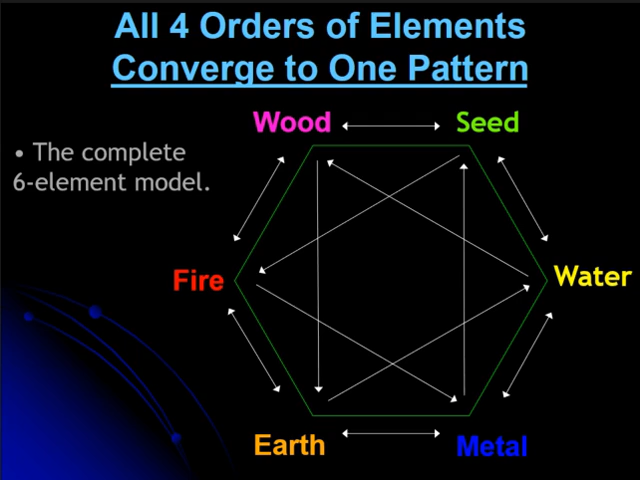 All 4 Orders of Elements
Converge to One Pattern
• The complete
6-element model.
Wood
Seed
Fire
Water
Earth
Metal